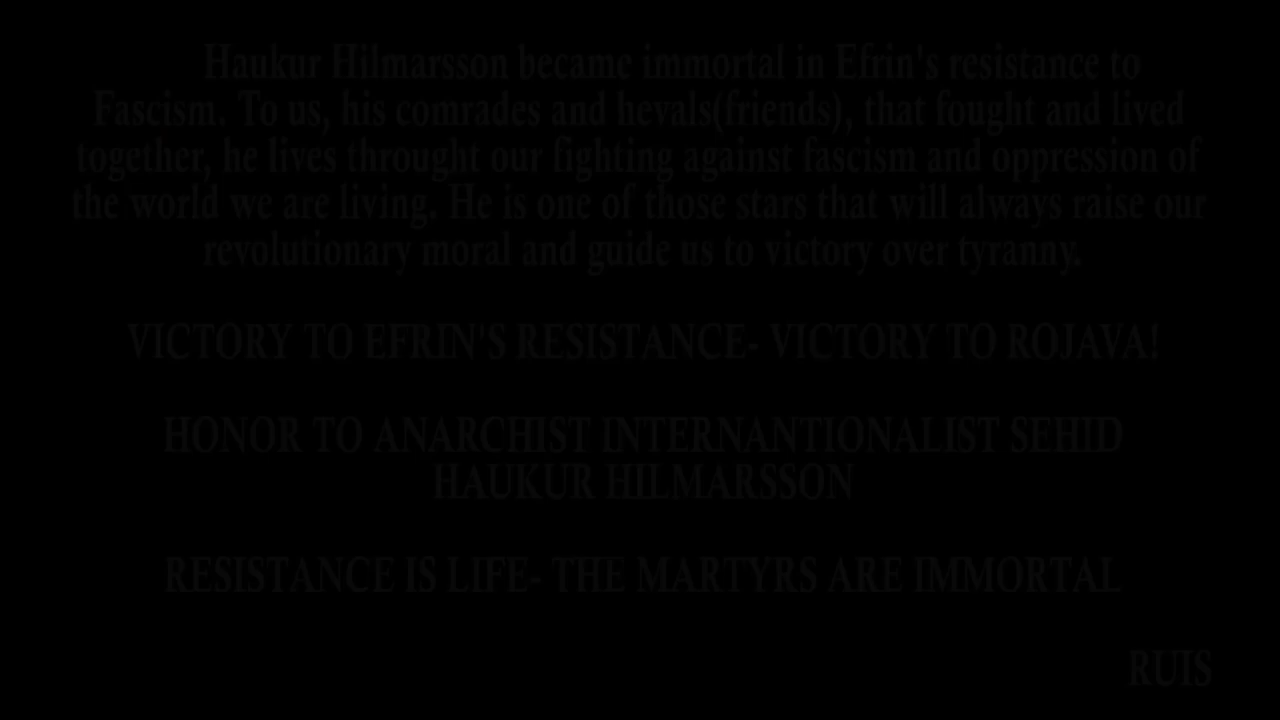 Haukur Hilmarsson became immortal in Efrin's resistance to
Fascism. To us, his comrades and hevals(friends), that fought and lived
together, he lives throught our fighting against fascism and oppression of
the world we are living. He is one of those stars that will always raise our
revolutionary moral and guide us to victory over tyranny.
VICTORY TO EFRIN'S RESISTANCE- VICTORY TO ROJAVA!
HONOR TO ANARCHIST INTERNANTIONALIST SEHID
HAUKUR HILMARSSON
RESISTANCE IS LIFE- THE MARTYRS ARE IMMORTAL
RUIS